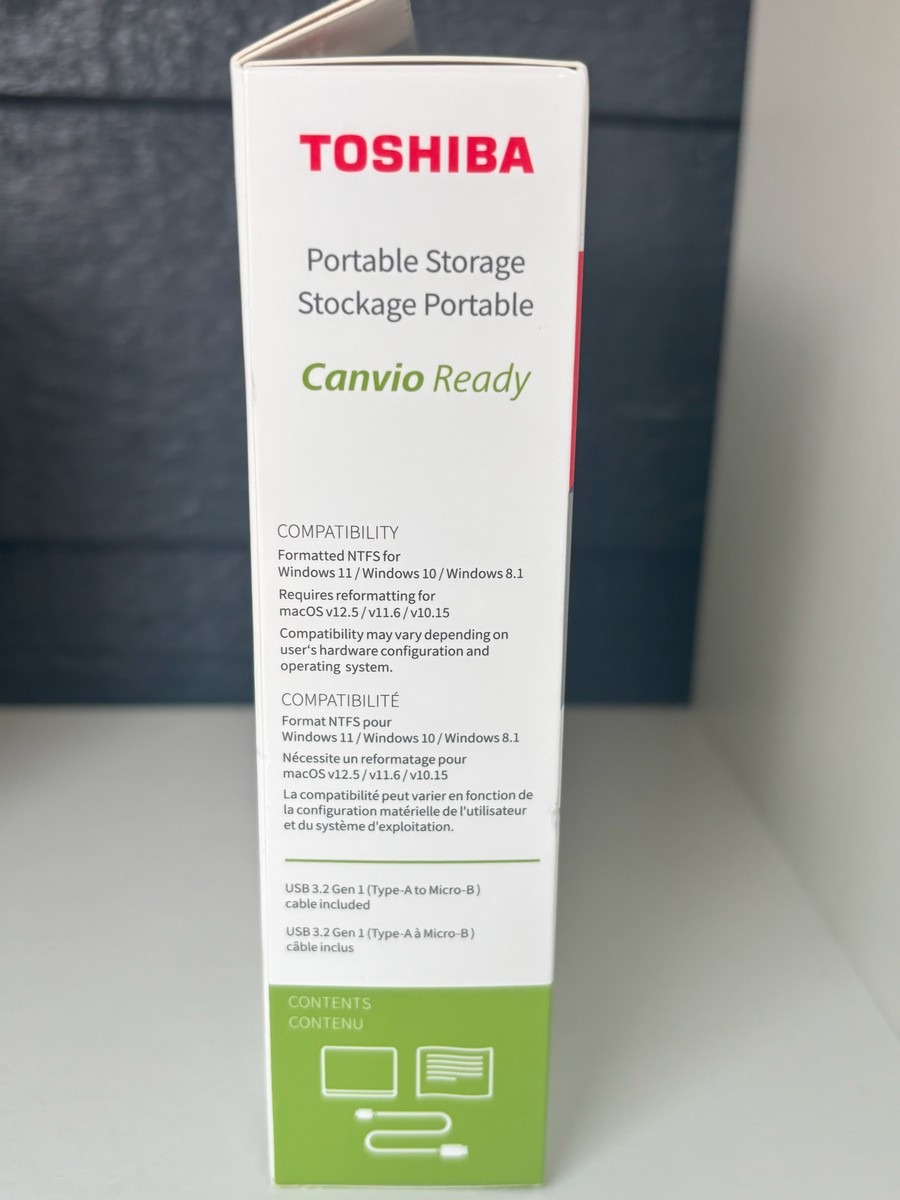 TOSHIBA
Portable Storage
Stockage Portable
Canvio Ready
COMPATIBILITY
Formatted NTFS for
Windows 11 / Windows 10 / Windows 8.1
Requires reformatting for
macOS v12.5 / v11.6 / v10.15
Compatibility may vary depending on
user's hardware configuration and
operating system.
COMPATIBILITÉ
Format NTFS pour
Windows 11 / Windows 10 / Windows 8.1
Nécessite un reformatage pour
macOS v12.5 / v11.6 / v10.15
La compatibilité peut varier en fonction de
la configuration matérielle de l'utilisateur
et du système d'exploitation.
USB 3.2 Gen 1 (Type-A to Micro-B)
cable included
USB 3.2 Gen 1 (Type-A à Micro-B)
câble inclus
CONTENTS
CONTENU